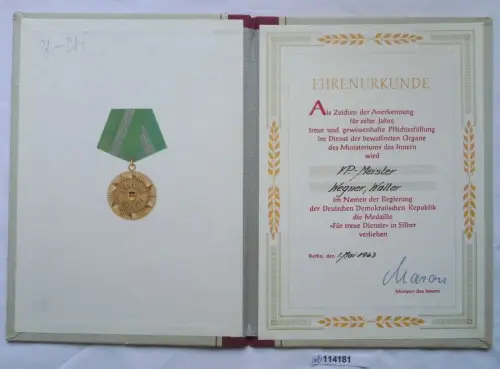 EHRENURKUNDE
Als Zeichen der Anerkennung
für zehn Jahre
treue und gewissenhafte Pflichterfüllung
im Dienst der bewaffneten Organe
des Ministeriums des Innern
wird
VP.-Meister
Wegner, Walter
im Namen der Regierung
der Deutschen Demokratischen Republik
die Medaille
«Für treue Dienste» in Silber
verliehen
Berlin, den 1. Mai 1963
Maron
Minister des Innern
114181